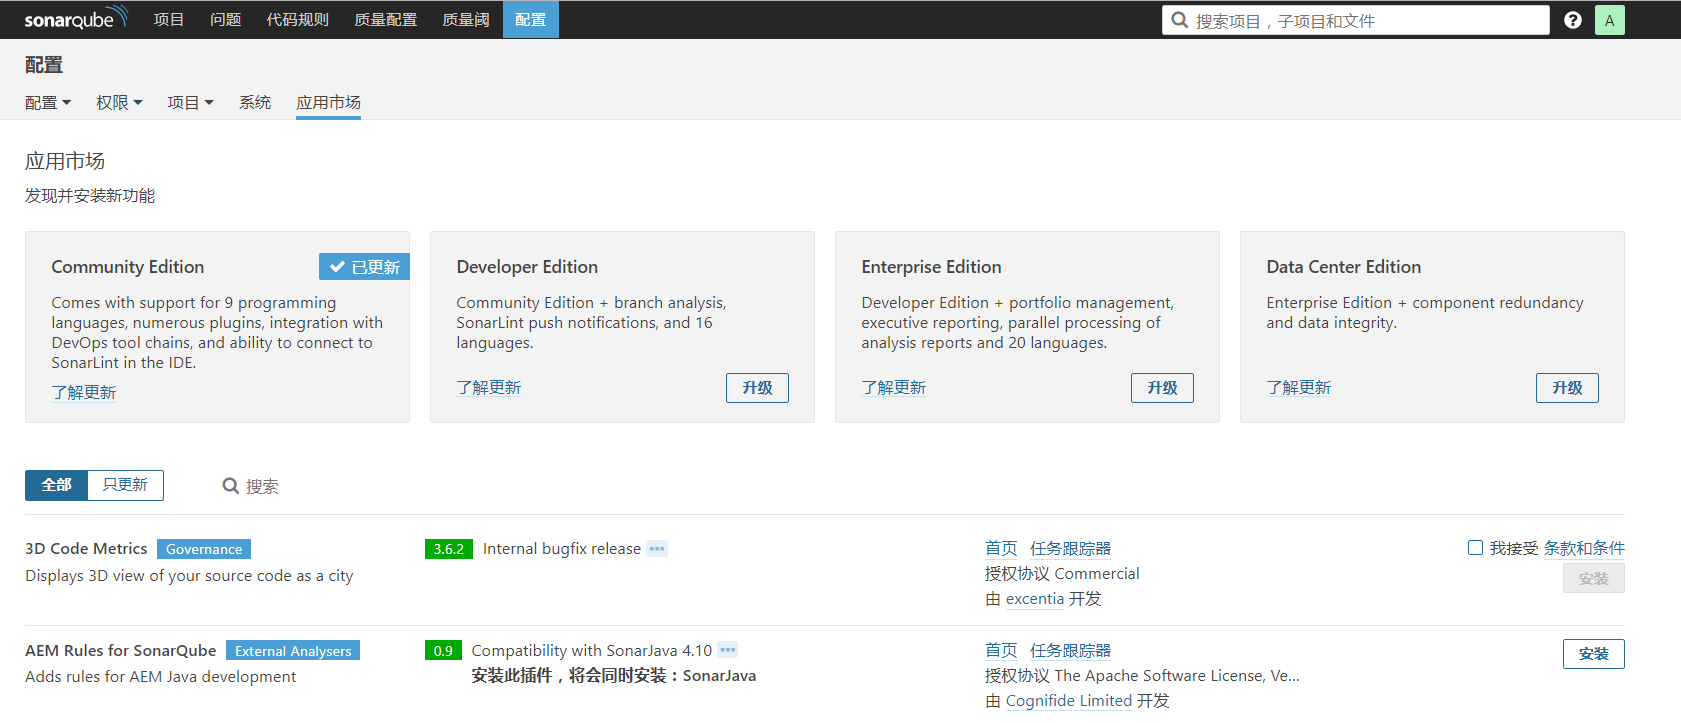 sonarqube 项目 问题 代码规则 质量配置 质量阈 配置 搜索项目，子项目和文件 ? A
配置
配置 权限 项目 系统 应用市场
应用市场
发现并安装新功能
Community Edition 已更新
Comes with support for 9 programming
languages, numerous plugins, integration with
DevOps tool chains, and ability to connect to
SonarLint in the IDE.
了解更新
Developer Edition
Community Edition + branch analysis,
SonarLint push notifications, and 16
languages.
了解更新 升级
Enterprise Edition
Developer Edition + portfolio management,
executive reporting, parallel processing of
analysis reports and 20 languages.
了解更新 升级
Data Center Edition
Enterprise Edition + component redundancy
and data integrity.
了解更新 升级
全部 只更新 搜索
3D Code Metrics Governance
Displays 3D view of your source code as a city
3.6.2 Internal bugfix release
首页 任务跟踪器
授权协议 Commercial
由 excentia 开发
我接受 条款和条件
安装
AEM Rules for SonarQube External Analysers
Adds rules for AEM Java development
0.9 Compatibility with SonarJava 4.10
安装此插件，将会同时安装：SonarJava
首页 任务跟踪器
授权协议 The Apache Software License, Ve...
由 Cognifide Limited 开发
安装